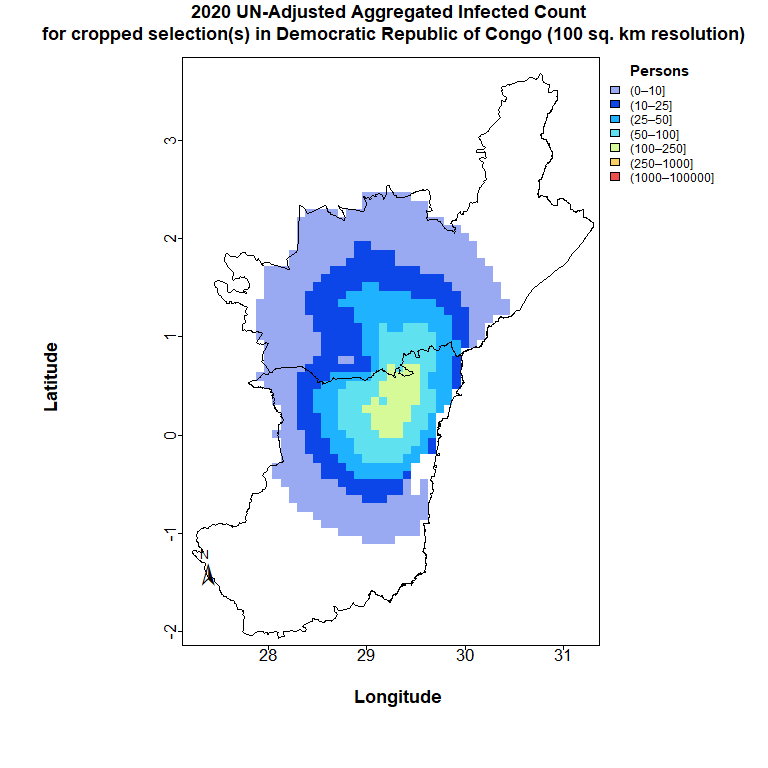 2020 UN-Adjusted Aggregated Infected Count
for cropped selection(s) in Democratic Republic of Congo (100 sq. km resolution)
Persons
(0–10]
(10–25]
(25–50]
(50–100]
(100–250]
(250–1000]
(1000–100000]
3
2
1
0
-1
-2
Latitude
N
28 29 30 31
Longitude